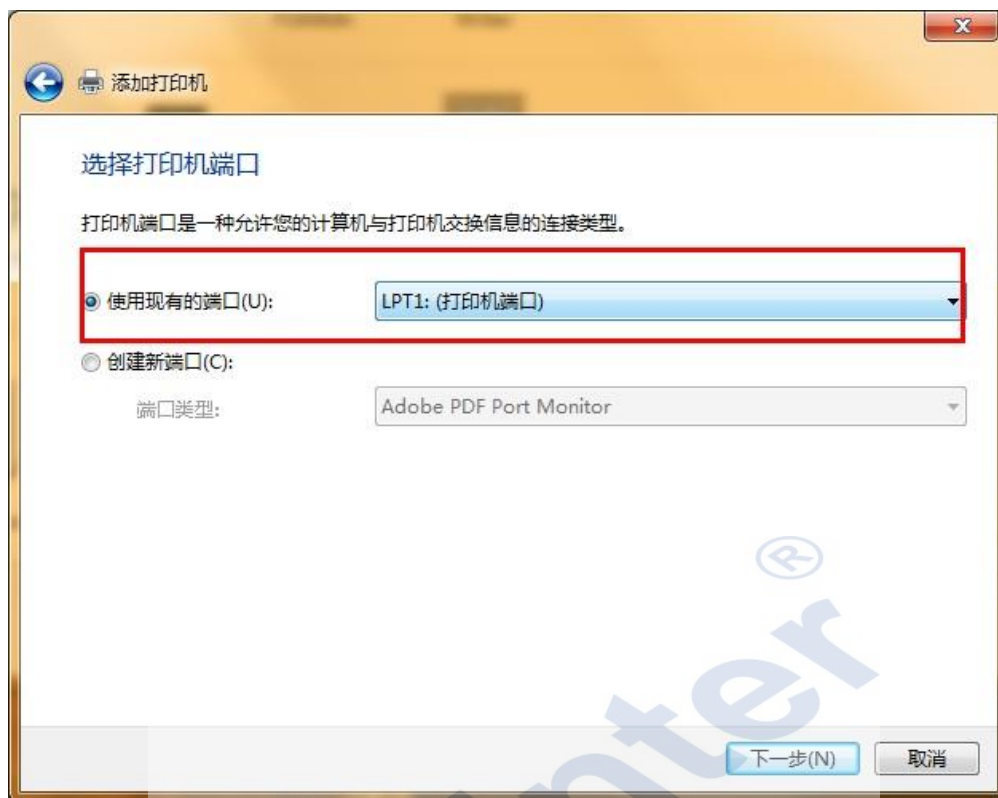 添加打印机
选择打印机端口
打印机端口是一种允许您的计算机与打印机交换信息的连接类型。
使用现有的端口(U): LPT1: (打印机端口)
创建新端口(C):
端口类型: Adobe PDF Port Monitor
®
nter
下一步(N) 取消